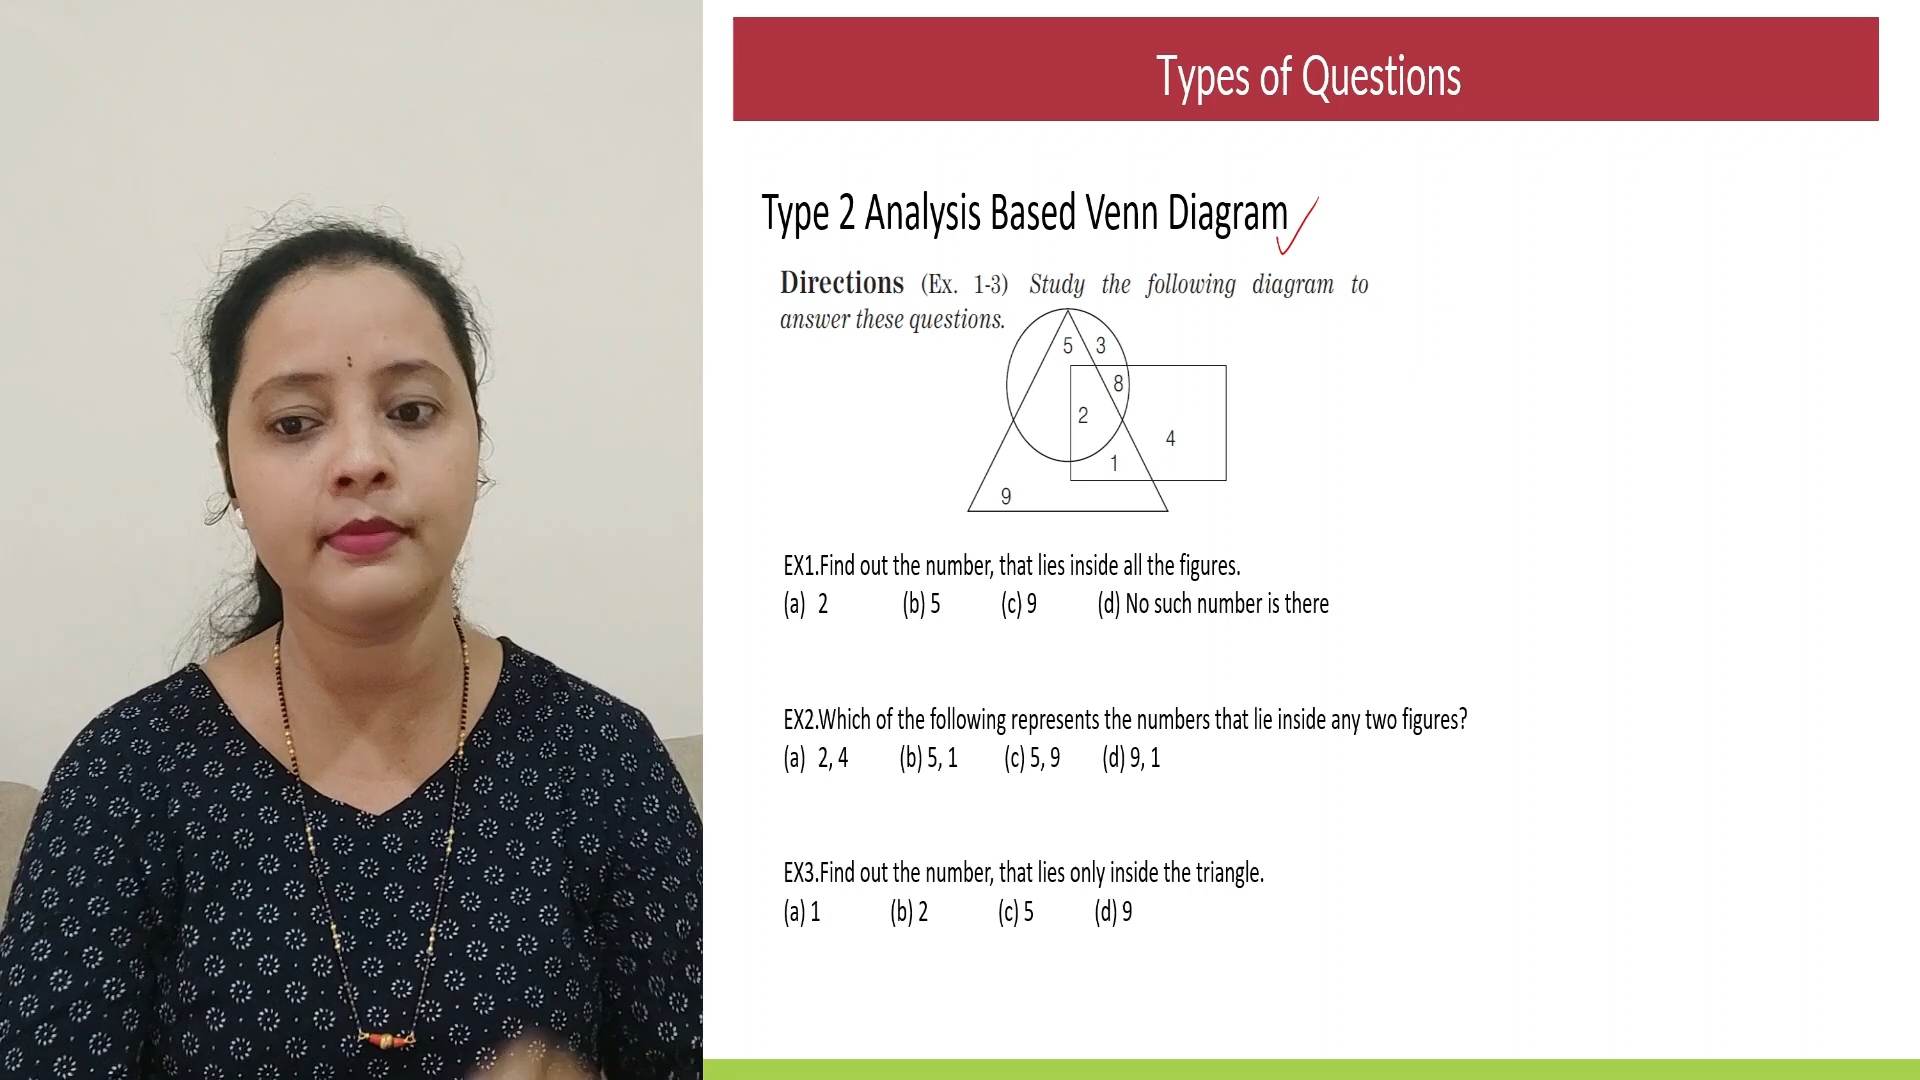 Types of Questions
Type 2 Analysis Based Venn Diagram
Directions (Ex. 1-3) Study the following diagram to
answer these questions.
5 3
8
2
4
1
9
EX1.Find out the number, that lies inside all the figures.
(a) 2 (b) 5 (c) 9 (d) No such number is there
EX2.Which of the following represents the numbers that lie inside any two figures?
(a) 2, 4 (b) 5, 1 (c) 5, 9 (d) 9, 1
EX3.Find out the number, that lies only inside the triangle.
(a) 1 (b) 2 (c) 5 (d) 9